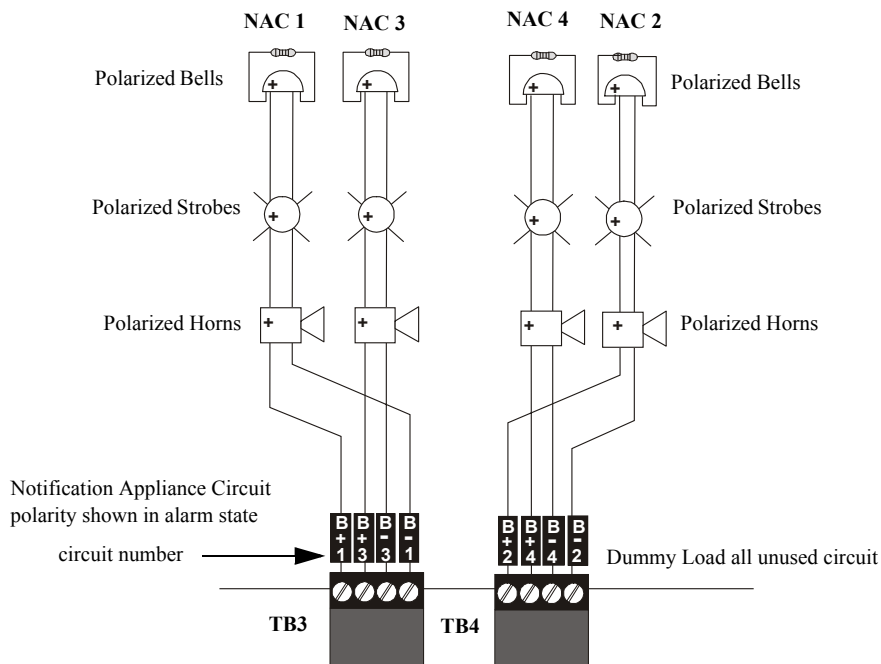 NAC 1 NAC 3 NAC 4 NAC 2
Polarized Bells
+ + + +
Polarized Bells
Polarized Strobes
+ + + +
Polarized Strobes
Polarized Horns
+ + + +
Polarized Horns
Notification Appliance Circuit
polarity shown in alarm state
circuit number
B+1 B+3 B-3 B-1
B+2 B+4 B-4 B-2
Dummy Load all unused circuit
TB3
TB4